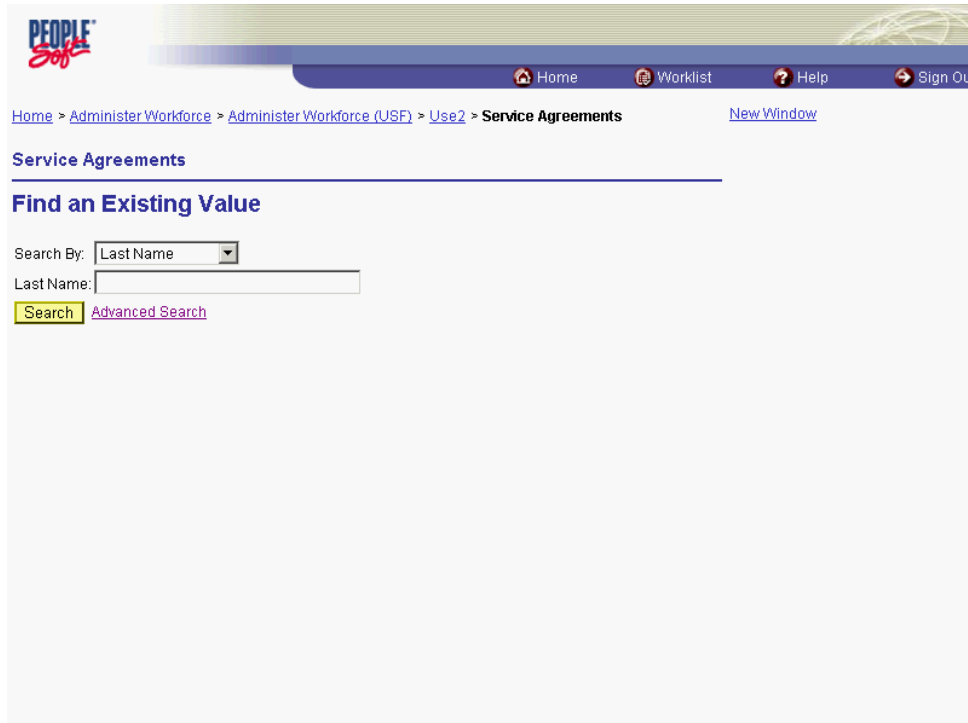 PEOPLE
Soft
Home Worklist Help Sign Ou
Home > Administer Workforce > Administer Workforce (USF) > Use2 > Service Agreements New Window
Service Agreements
Find an Existing Value
Search By: Last Name
Last Name:
Search Advanced Search